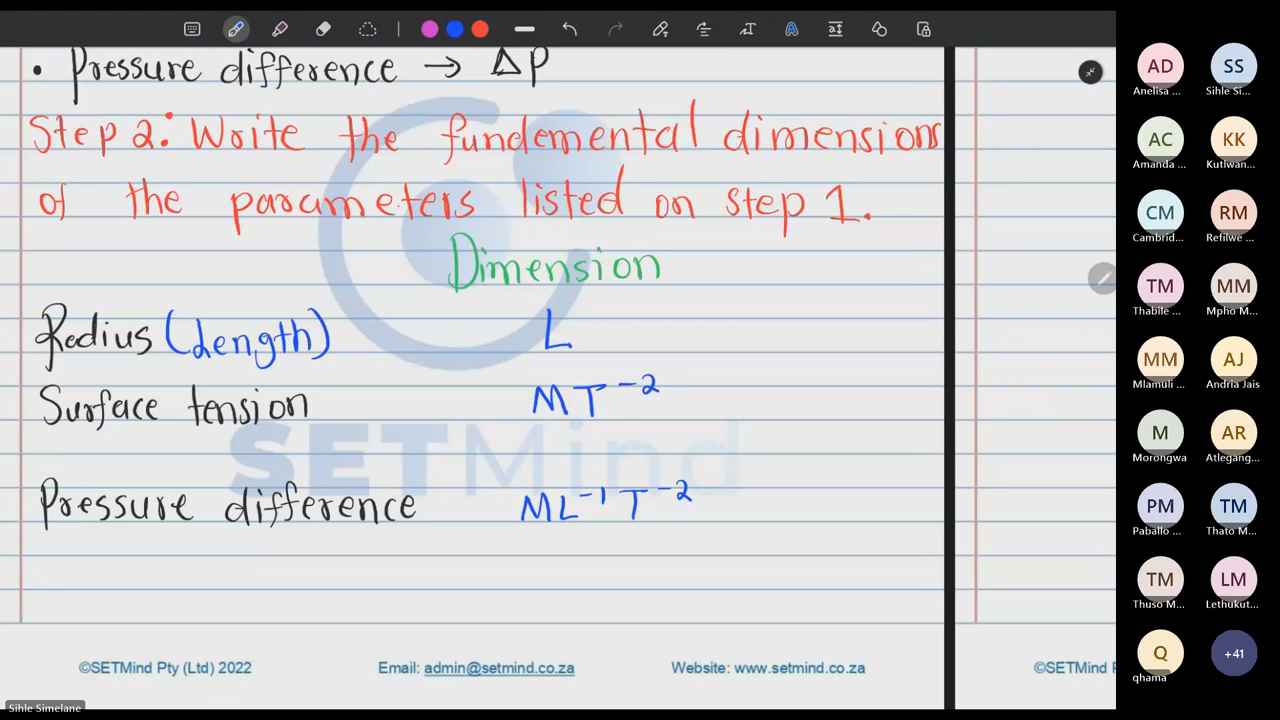 • Pressure difference → ΔP
Step 2: Write the fundemental dimensions
of the parameters listed on step 1.
Dimension
Radius (Length) L
Surface tension MT⁻²
SETMind
Pressure difference ML⁻¹T⁻²
©SETMind Pty (Ltd) 2022 Email: admin@setmind.co.za Website: www.setmind.co.za ©SETMind
Sihle Simelane
AD SS
Anelisa ... Sihle Si...
AC KK
Amanda ... Kutlwan...
CM RM
Cambrid... Refilwe ...
TM MM
Thabile ... Mpho M...
MM AJ
Mlamuli ... Andria Jais
M AR
Morongwa Atlegang...
PM TM
Paballo ... Thato M...
TM LM
Thuso M... Lethukut...
Q +41
qhama